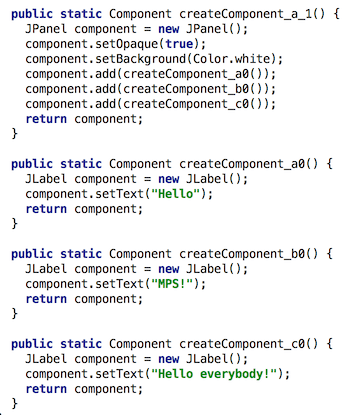 public static Component createComponent_a_1() {
  JPanel component = new JPanel();
  component.setOpaque(true);
  component.setBackground(Color.white);
  component.add(createComponent_a0());
  component.add(createComponent_b0());
  component.add(createComponent_c0());
  return component;
}
public static Component createComponent_a0() {
  JLabel component = new JLabel();
  component.setText("Hello");
  return component;
}
public static Component createComponent_b0() {
  JLabel component = new JLabel();
  component.setText("MPS!");
  return component;
}
public static Component createComponent_c0() {
  JLabel component = new JLabel();
  component.setText("Hello everybody!");
  return component;
}